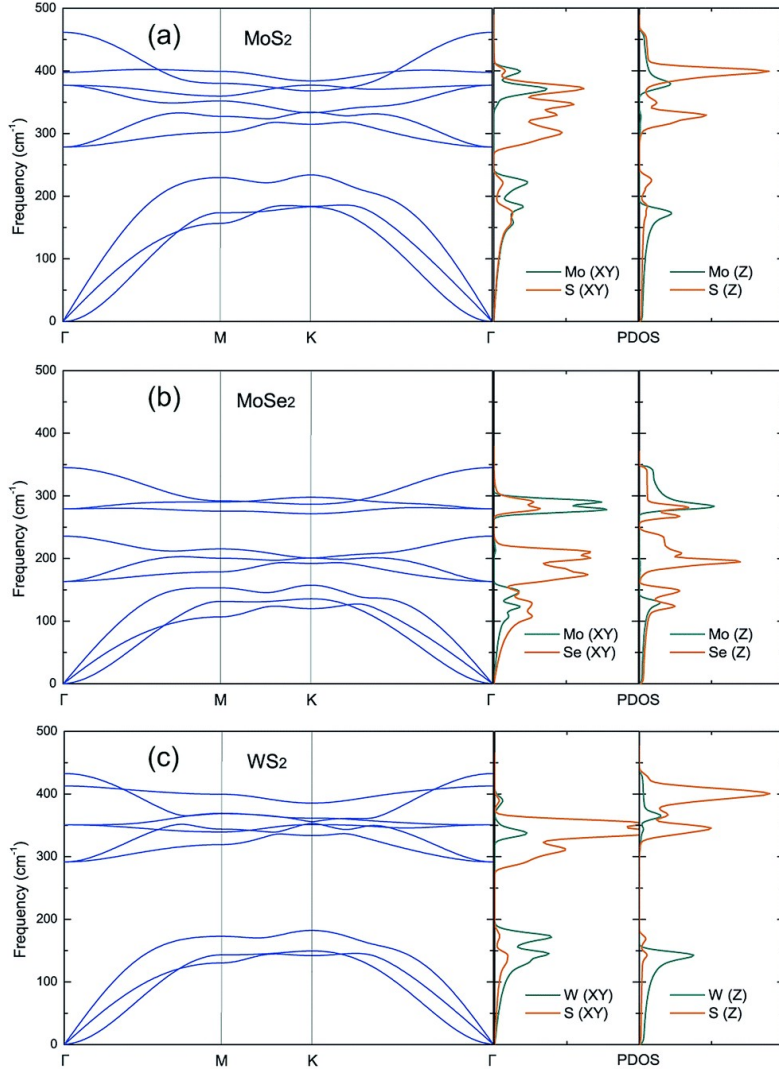 500
(a)
MoS2
400
300
200
100
0
Frequency (cm-1)
Mo (XY)
S (XY)
Mo (Z)
S (Z)
Γ
M
K
Γ
PDOS
500
(b)
MoSe2
400
300
200
100
0
Frequency (cm-1)
Mo (XY)
Se (XY)
Mo (Z)
Se (Z)
Γ
M
K
Γ
PDOS
500
(c)
WS2
400
300
200
100
0
Frequency (cm-1)
W (XY)
S (XY)
W (Z)
S (Z)
Γ
M
K
Γ
PDOS